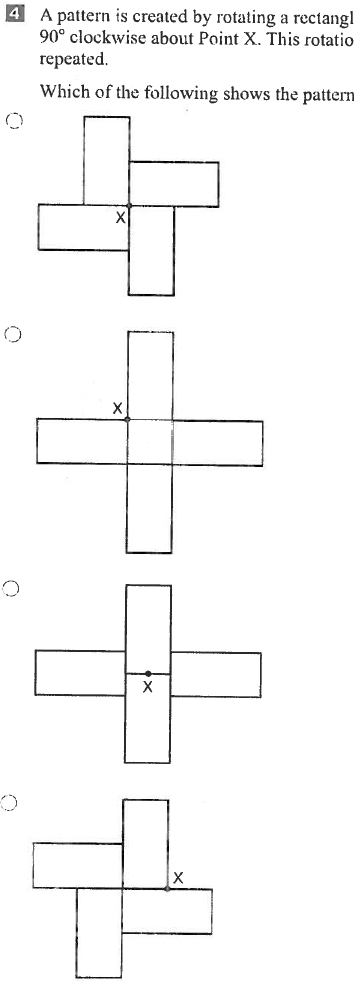 4 A pattern is created by rotating a rectangl
90° clockwise about Point X. This rotatio
repeated.
Which of the following shows the pattern
X
X
X
X